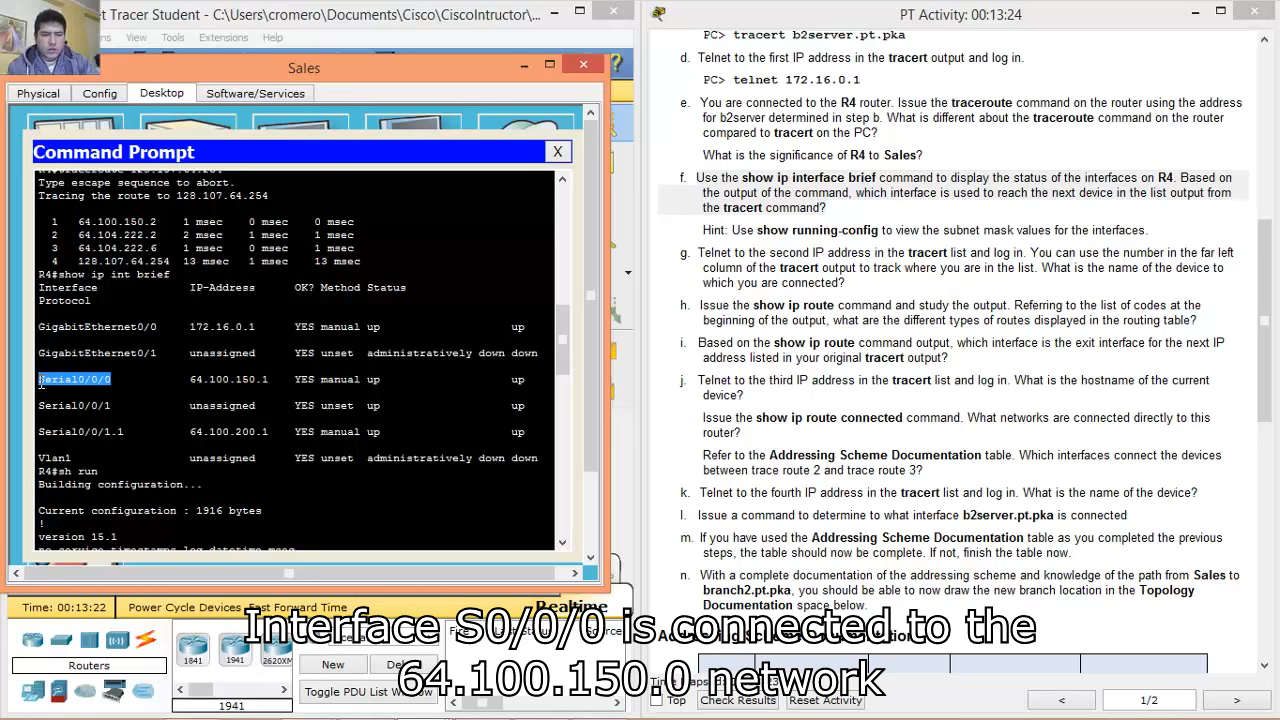 et Tracer Student - C:\Users\cromero\Documents\Cisco\CiscoIntructor\...
PT Activity: 00:13:24
View Tools Extensions Help
Sales
Physical Config Desktop Software/Services
Command Prompt
X
Type escape sequence to abort.
Tracing the route to 128.107.64.254
1 64.100.150.2 1 msec 0 msec 0 msec
2 64.104.222.2 2 msec 1 msec 1 msec
3 64.104.222.6 1 msec 0 msec 1 msec
4 128.107.64.254 13 msec 1 msec 13 msec
R4#show ip int brief
Interface IP-Address OK? Method Status
Protocol
GigabitEthernet0/0 172.16.0.1 YES manual up up
GigabitEthernet0/1 unassigned YES unset administratively down down
Serial0/0/0 64.100.150.1 YES manual up up
Serial0/0/1 unassigned YES unset up up
Serial0/0/1.1 64.100.200.1 YES manual up up
Vlan1 unassigned YES unset administratively down down
R4#sh run
Building configuration...
Current configuration : 1916 bytes
!
version 15.1
no service timestamps log datetime msec
PC> tracert b2server.pt.pka
d. Telnet to the first IP address in the tracert output and log in.
PC> telnet 172.16.0.1
e. You are connected to the R4 router. Issue the traceroute command on the router using the address
for b2server determined in step b. What is different about the traceroute command on the router
compared to tracert on the PC?
What is the significance of R4 to Sales?
f. Use the show ip interface brief command to display the status of the interfaces on R4. Based on
the output of the command, which interface is used to reach the next device in the list output from
the tracert command?
Hint: Use show running-config to view the subnet mask values for the interfaces.
g. Telnet to the second IP address in the tracert list and log in. You can use the number in the far left
column of the tracert output to track where you are in the list. What is the name of the device to
which you are connected?
h. Issue the show ip route command and study the output. Referring to the list of codes at the
beginning of the output, what are the different types of routes displayed in the routing table?
i. Based on the show ip route command output, which interface is the exit interface for the next IP
address listed in your original tracert output?
j. Telnet to the third IP address in the tracert list and log in. What is the hostname of the current
device?
Issue the show ip route connected command. What networks are connected directly to this
router?
Refer to the Addressing Scheme Documentation table. Which interfaces connect the devices
between trace route 2 and trace route 3?
k. Telnet to the fourth IP address in the tracert list and log in. What is the name of the device?
l. Issue a command to determine to what interface b2server.pt.pka is connected
m. If you have used the Addressing Scheme Documentation table as you completed the previous
steps, the table should now be complete. If not, finish the table now.
n. With a complete documentation of the addressing scheme and knowledge of the path from Sales to
branch2.pt.pka, you should be able to now draw the new branch location in the Topology
Documentation space below.
Time: 00:13:22 Power Cycle Devices Fast Forward Time Realtime
Interface S0/0/0 is connected to the
64.100.150.0 network
Routers
1841 1941 2620XM
1941
New
Toggle PDU List Window
Top Check Results Reset Activity < 1/2 >